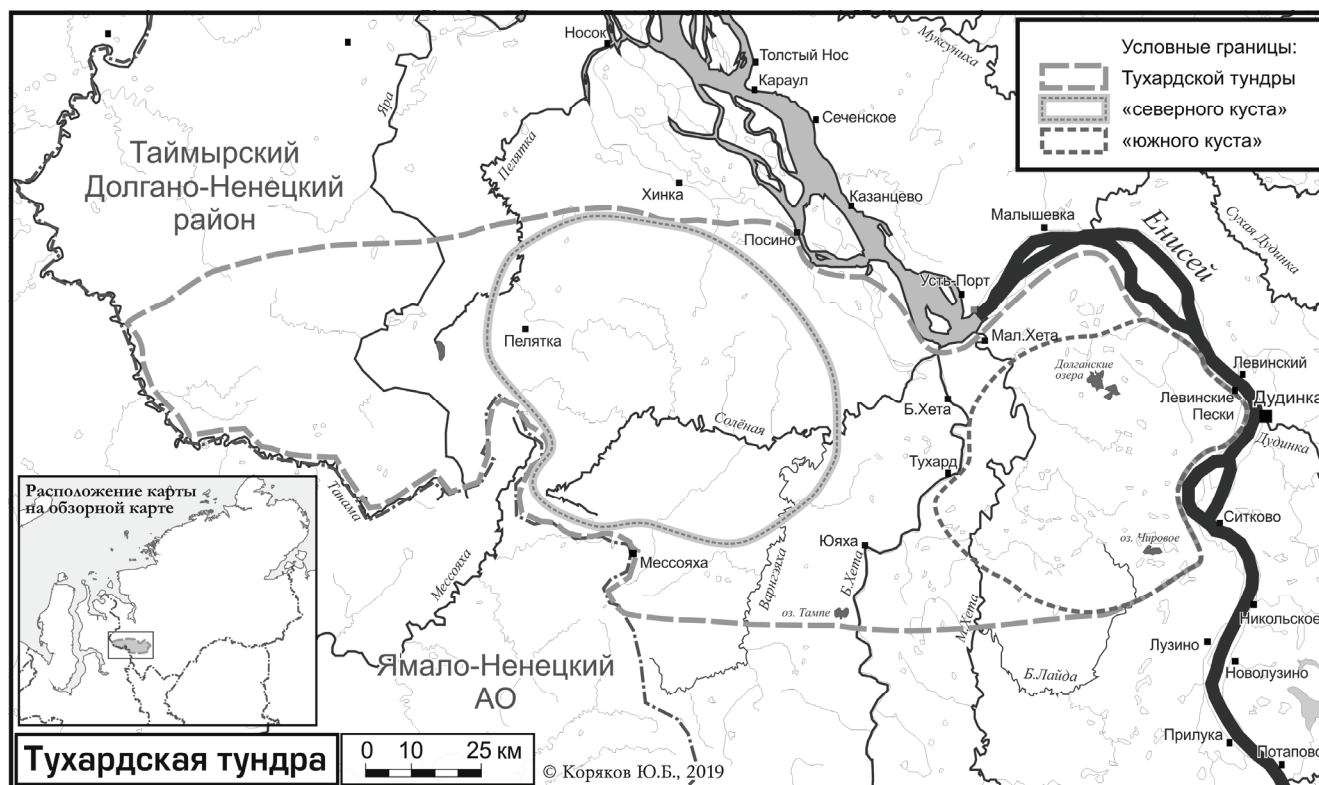 Носок
Толстый Нос
Караул
Сеченское
Муксуниха
Условные границы:
Тухардской тундры
«северного куста»
«южного куста»
Яра
Пелятка
Таймырский
Долгано-Ненецкий
район
Хинка
Казанцево
Малышевка
Посино
Енисей
Сухая Дудинка
Усть-Порт
Мал.Хета
Пелятка
Долганские
озера
Левинский
Левинские
Пески
Дудинка
Дудинка
Б.Хета
Солёная
Тухард
Танама
Расположение карты
на обзорной карте
Ситково
Юяха
оз. Чировое
Мессояха
Мессояха
Варнгэяха
Б.Хета
оз. Тампе
М.Хета
Никольское
Лузино
Новолузино
Б.Лайда
Ямало-Ненецкий
АО
Прилука
Потапово
Тухардская тундра
0 10 25 км
© Коряков Ю.Б., 2019